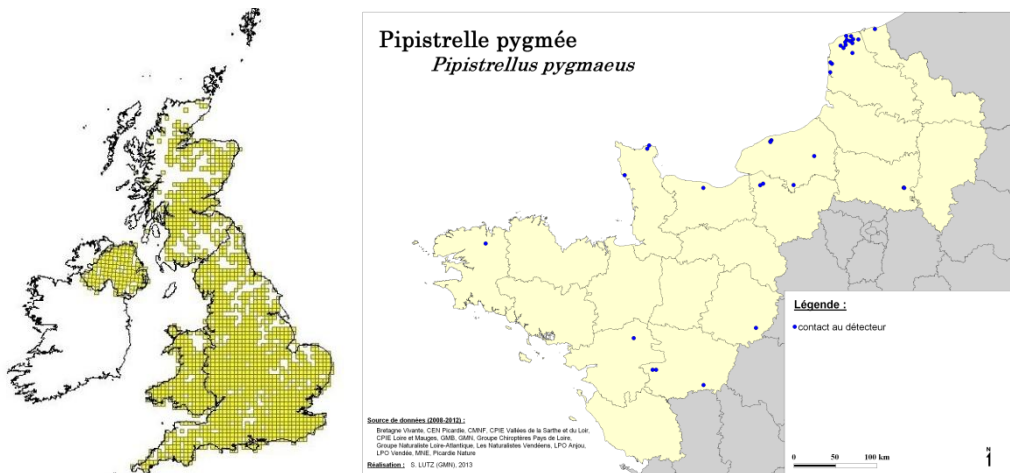 Pipistrelle pygmée
Pipistrellus pygmaeus
Légende :
contact au détecteur
Source de données (2008-2012) :
Bretagne Vivante, CEN Picardie, CMNF, CPIE Vallées de la Sarthe et du Loir,
CPIE Loire et Mauges, GMB, GMN, Groupe Chiroptères Pays de Loire,
Groupe Naturaliste Loire-Atlantique, Les Naturalistes Vendéens, LPO Anjou,
LPO Vendée, MNE, Picardie Nature
Réalisation : S. LUTZ (GMN), 2013
0 50 100 km
N